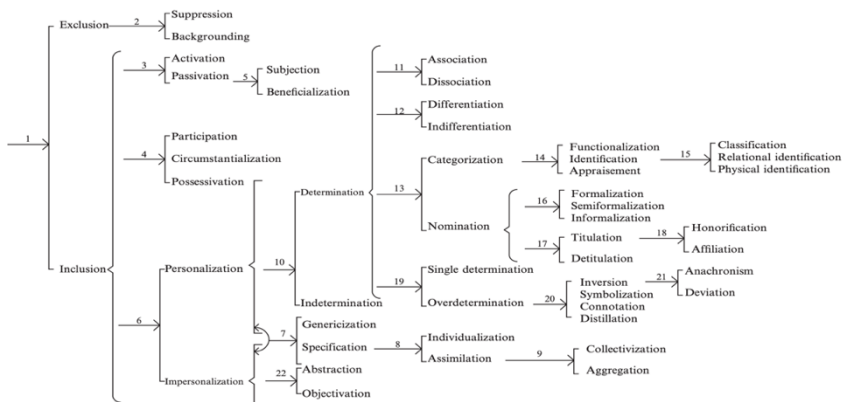 Suppression
Exclusion 2
Backgrounding
Activation
3
Passivation 5 Subjection
Beneficialization
1
Participation
4 Circumstantialization
Possessivation
Inclusion
6
Personalization 10
Impersonalization 22
Determination
Indetermination
7
Genericization
Specification 8
Abstraction
Objectivation
11 Association
Dissociation
12 Differentiation
Indifferentiation
13
Categorization 14
Functionalization
Identification 15
Appraisement
Classification
Relational identification
Physical identification
Nomination
16 Formalization
Semiformalization
Informalization
17 Titulation 18
Detitulation
Honorification
Affiliation
19 Single determination
Overdetermination 20
Inversion 21
Symbolization
Connotation
Distillation
Anachronism
Deviation
Individualization
Assimilation 9
Collectivization
Aggregation